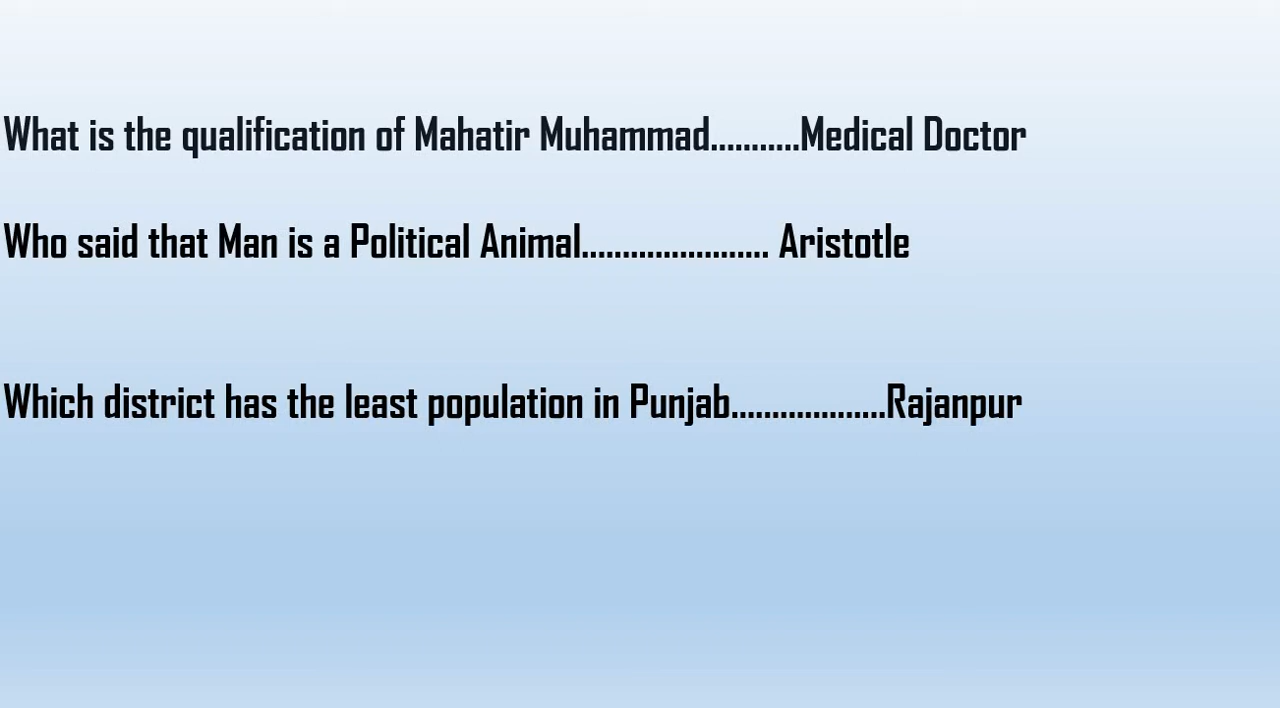 What is the qualification of Mahatir Muhammad...........Medical Doctor
Who said that Man is a Political Animal....................... Aristotle
Which district has the least population in Punjab...................Rajanpur